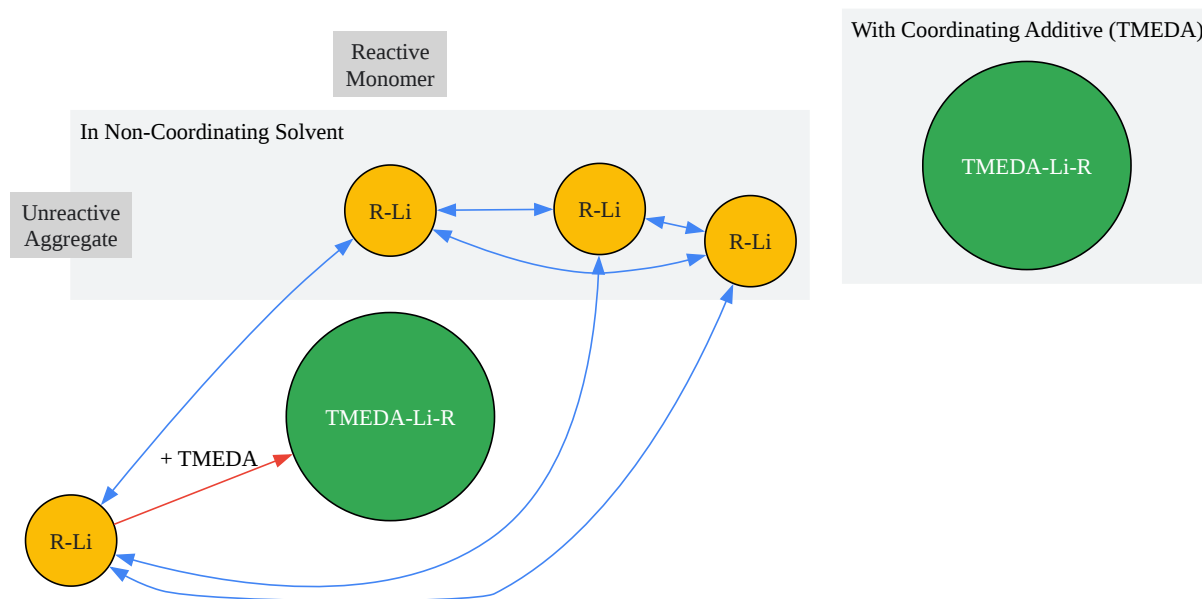 With Coordinating Additive (TMEDA)
Reactive
Monomer
In Non-Coordinating Solvent
TMEDA-Li-R
Unreactive
Aggregate
R-Li
R-Li
R-Li
TMEDA-Li-R
+ TMEDA
R-Li